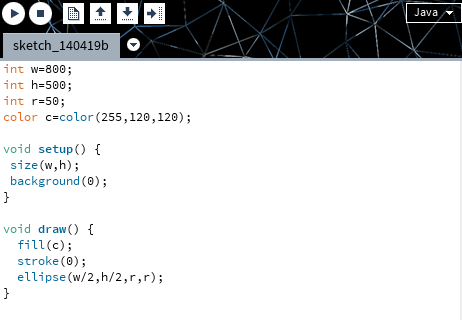 Java
sketch_140419b
int w=800;
int h=500;
int r=50;
color c=color(255,120,120);
void setup() {
size(w,h);
background(0);
}
void draw() {
fill(c);
stroke(0);
ellipse(w/2,h/2,r,r);
}